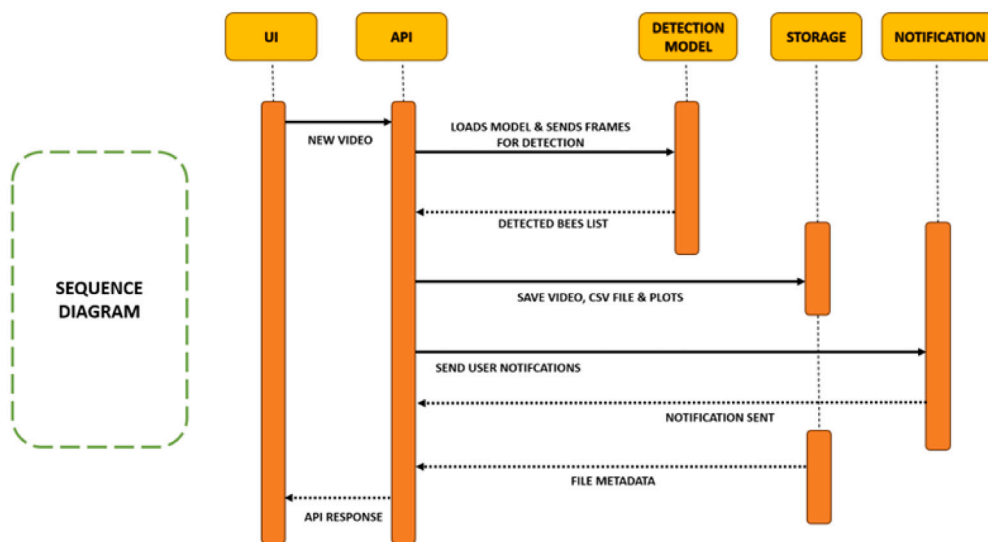 UI
API
DETECTION
MODEL
STORAGE
NOTIFICATION
NEW VIDEO
LOADS MODEL & SENDS FRAMES
FOR DETECTION
DETECTED BEES LIST
SEQUENCE
DIAGRAM
SAVE VIDEO, CSV FILE & PLOTS
SEND USER NOTIFCATIONS
NOTIFICATION SENT
FILE METADATA
API RESPONSE